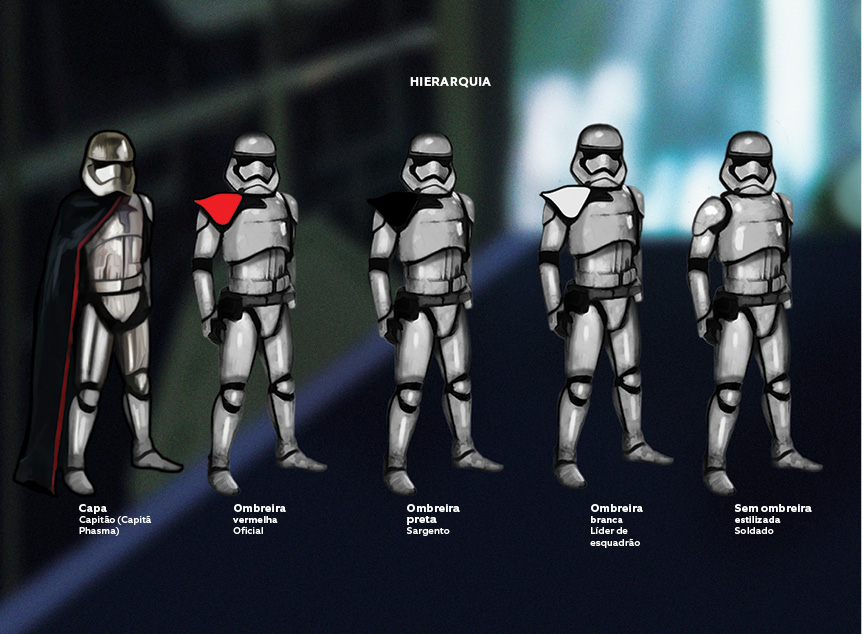 HIERARQUIA
Capa
Capitão (Capitã
Phasma)
Ombreira
vermelha
Oficial
Ombreira
preta
Sargento
Ombreira
branca
Líder de
esquadrão
Sem ombreira
estilizada
Soldado